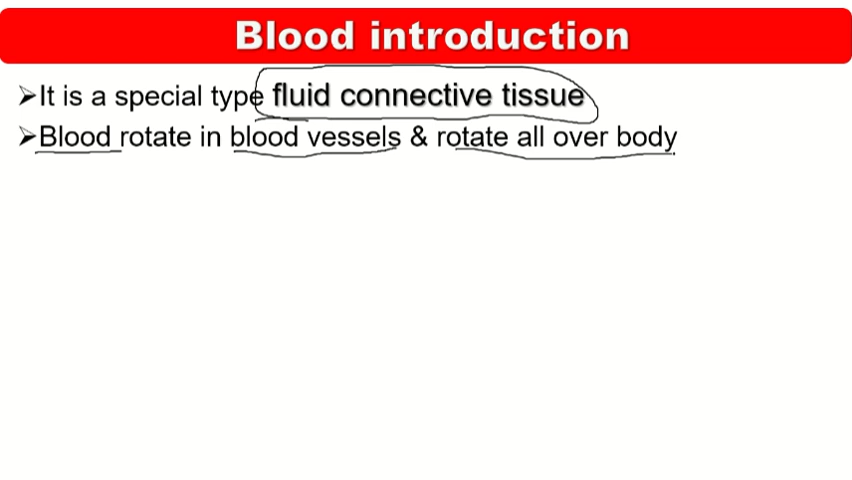 Blood introduction
➢It is a special type fluid connective tissue
➢Blood rotate in blood vessels & rotate all over body